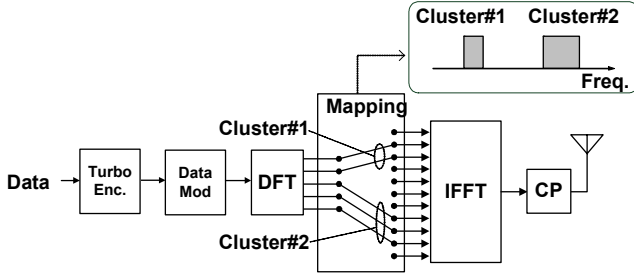 Cluster#1 Cluster#2
Freq.
Mapping
Cluster#1
Data
Turbo
Enc.
Data
Mod
DFT
IFFT
CP
Cluster#2